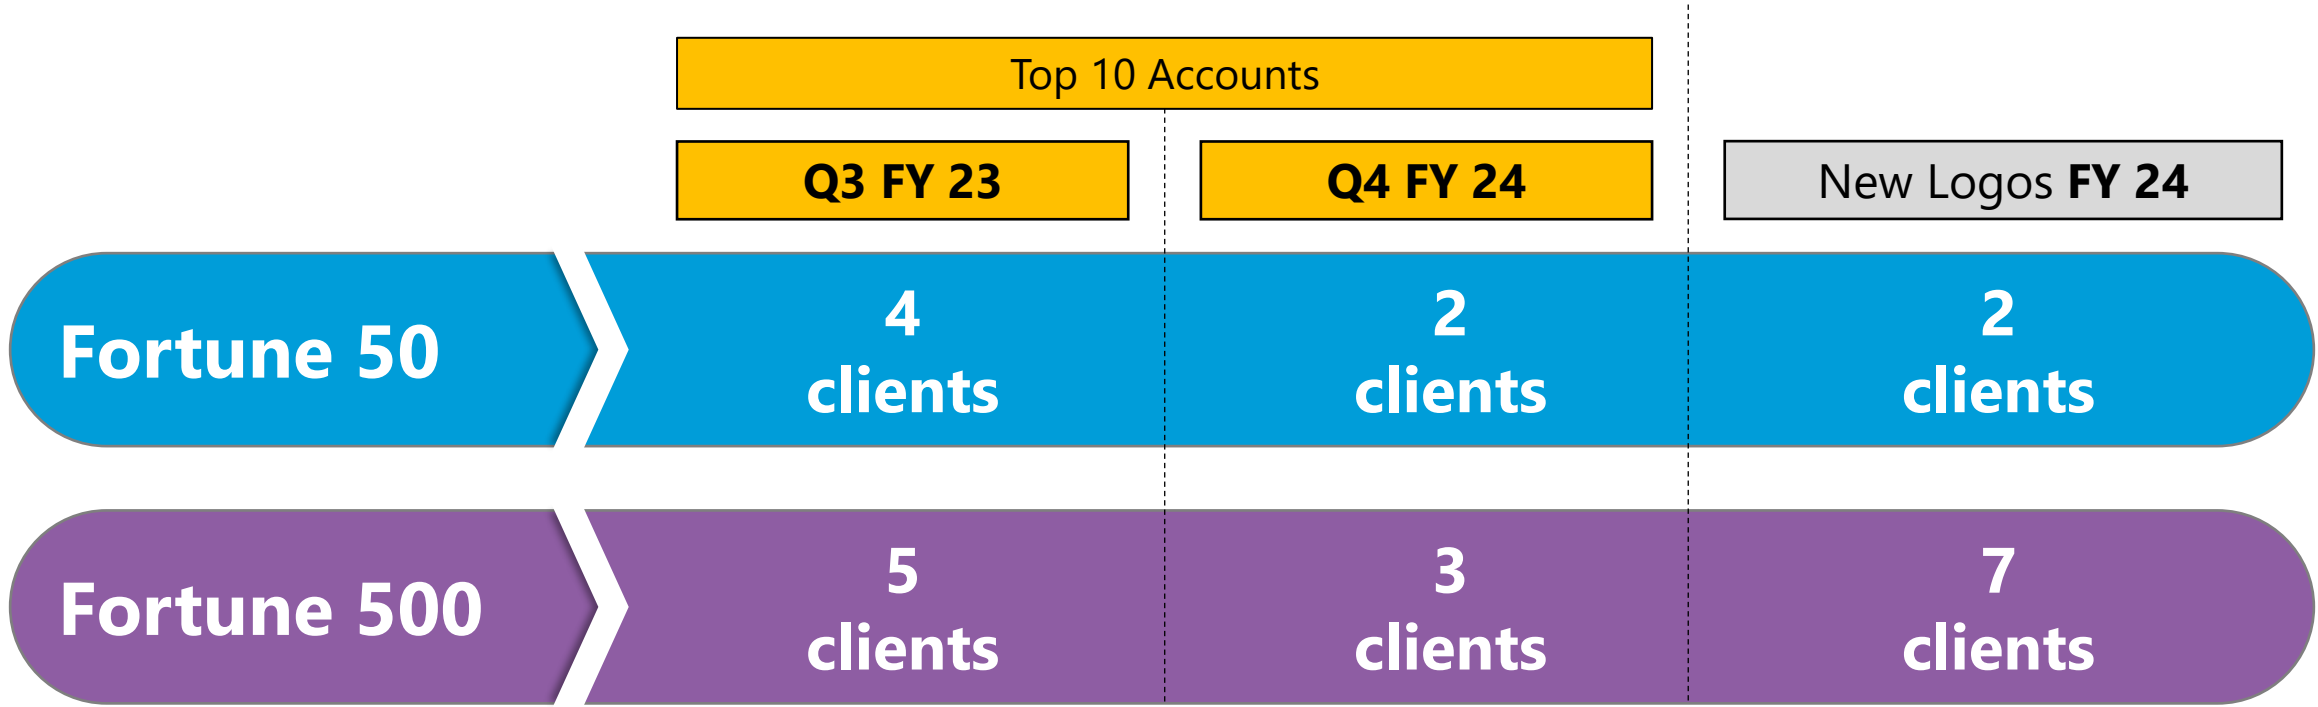 Top 10 Accounts
Q3 FY 23
Q4 FY 24
New Logos FY 24
Fortune 50
4
clients
2
clients
2
clients
Fortune 500
5
clients
3
clients
7
clients